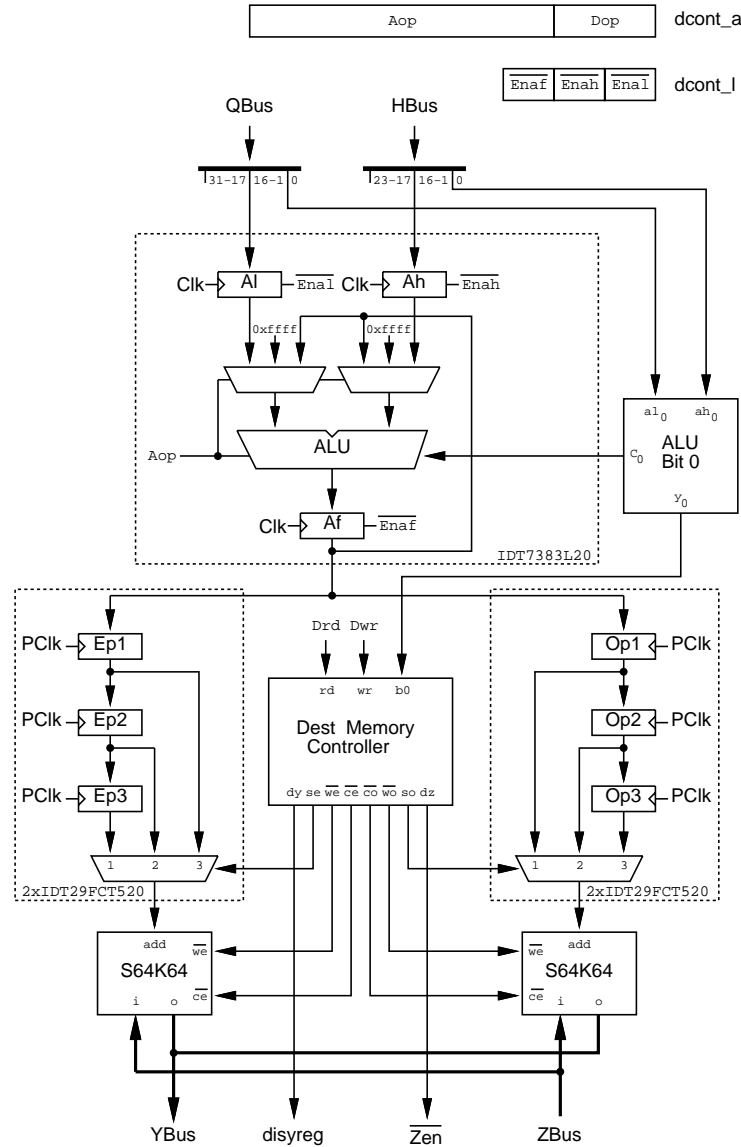 Aop Dop dcont_a
Enaf Enah Enal dcont_l
QBus HBus
31-17 16-1 0 23-17 16-1 0
Clk Al Enal Clk Ah Enah
0xffff 0xffff
al0 ah0
ALU
Bit 0
C0
y0
Aop ALU
Clk Af Enaf
IDT7383L20
Drd Dwr
PClk Ep1 Op1 PClk
rd wr b0
PClk Ep2 Op2 PClk
Dest Memory
Controller
PClk Ep3 Op3 PClk
dy se we ce co wo so dz
1 2 3 1 2 3
2xIDT29FCT520 2xIDT29FCT520
add we we add
S64K64 S64K64
i o ce ce i o
YBus disyreg Zen ZBus